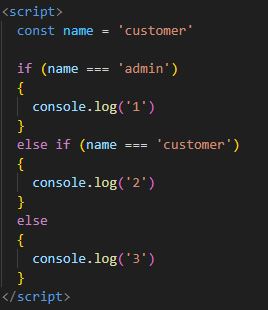 <script>
const name = 'customer'
if (name === 'admin')
{
console.log('1')
}
else if (name === 'customer')
{
console.log('2')
}
else
{
console.log('3')
}
</script>